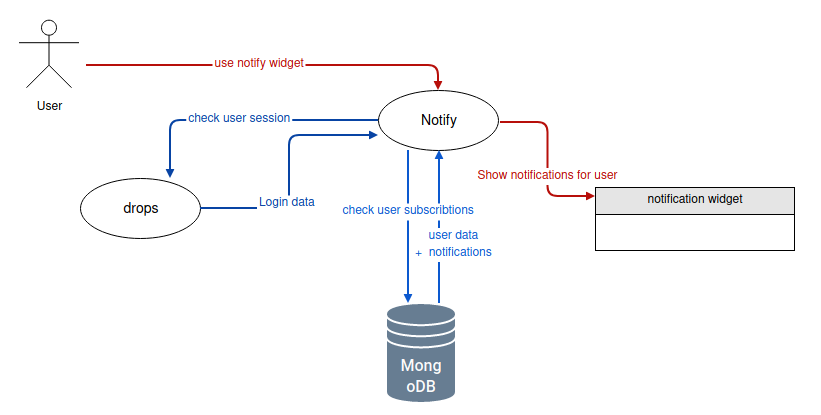 use notify widget
User
check user session
Notify
Show notifications for user
notification widget
drops
Login data
check user subscribtions
user data
+ notifications
Mong
oDB